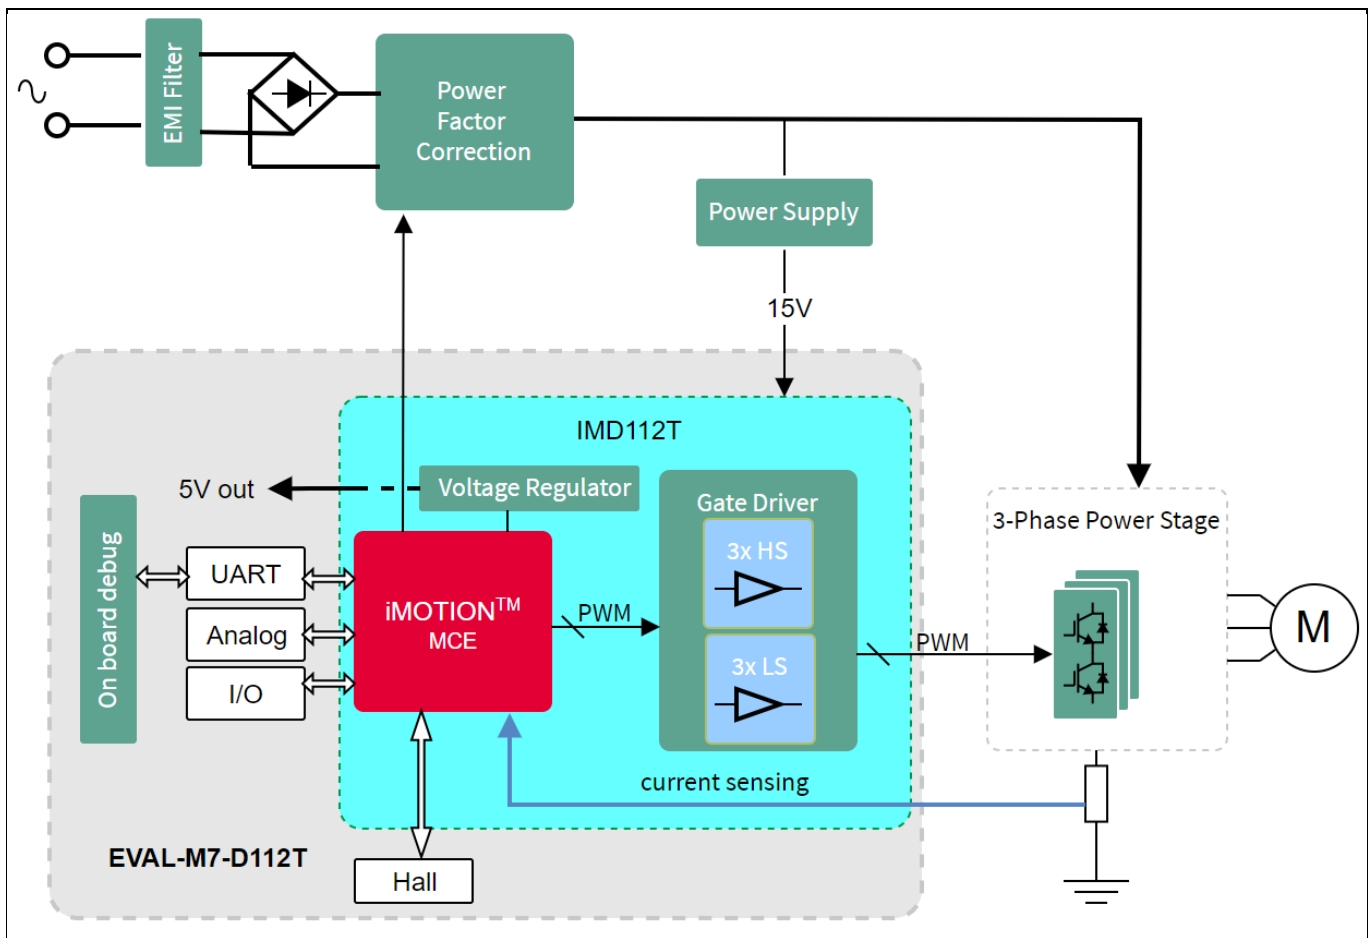 EMI Filter
Power
Factor
Correction
Power Supply
15V
IMD112T
5V out
Voltage Regulator
Gate Driver
3x HS
3x LS
3-Phase Power Stage
On board debug
UART
Analog
I/O
iMOTION™
MCE
PWM
PWM
M
current sensing
EVAL-M7-D112T
Hall